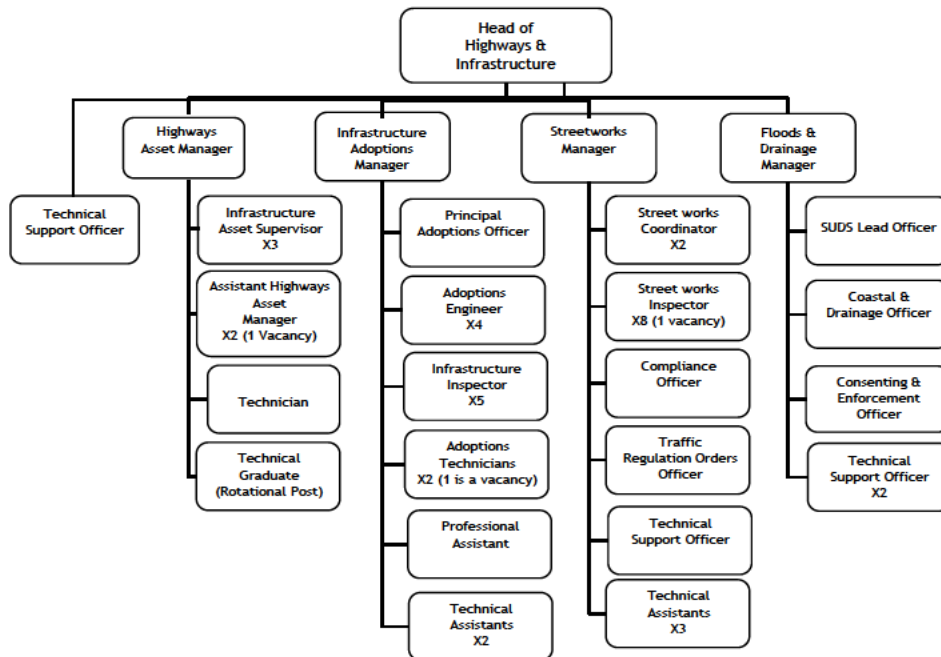 Head of
Highways &
Infrastructure
Highways
Asset Manager
Infrastructure
Adoptions
Manager
Streetworks
Manager
Floods &
Drainage
Manager
Technical
Support Officer
Infrastructure
Asset Supervisor
X3
Assistant Highways
Asset
Manager
X2 (1 Vacancy)
Technician
Technical
Graduate
(Rotational Post)
Principal
Adoptions Officer
Adoptions
Engineer
X4
Infrastructure
Inspector
X5
Adoptions
Technicians
X2 (1 is a vacancy)
Professional
Assistant
Technical
Assistants
X2
Street works
Coordinator
X2
Street works
Inspector
X8 (1 vacancy)
Compliance
Officer
Traffic
Regulation Orders
Officer
Technical
Support Officer
Technical
Assistants
X3
SUDS Lead Officer
Coastal &
Drainage Officer
Consenting &
Enforcement
Officer
Technical
Support Officer
X2